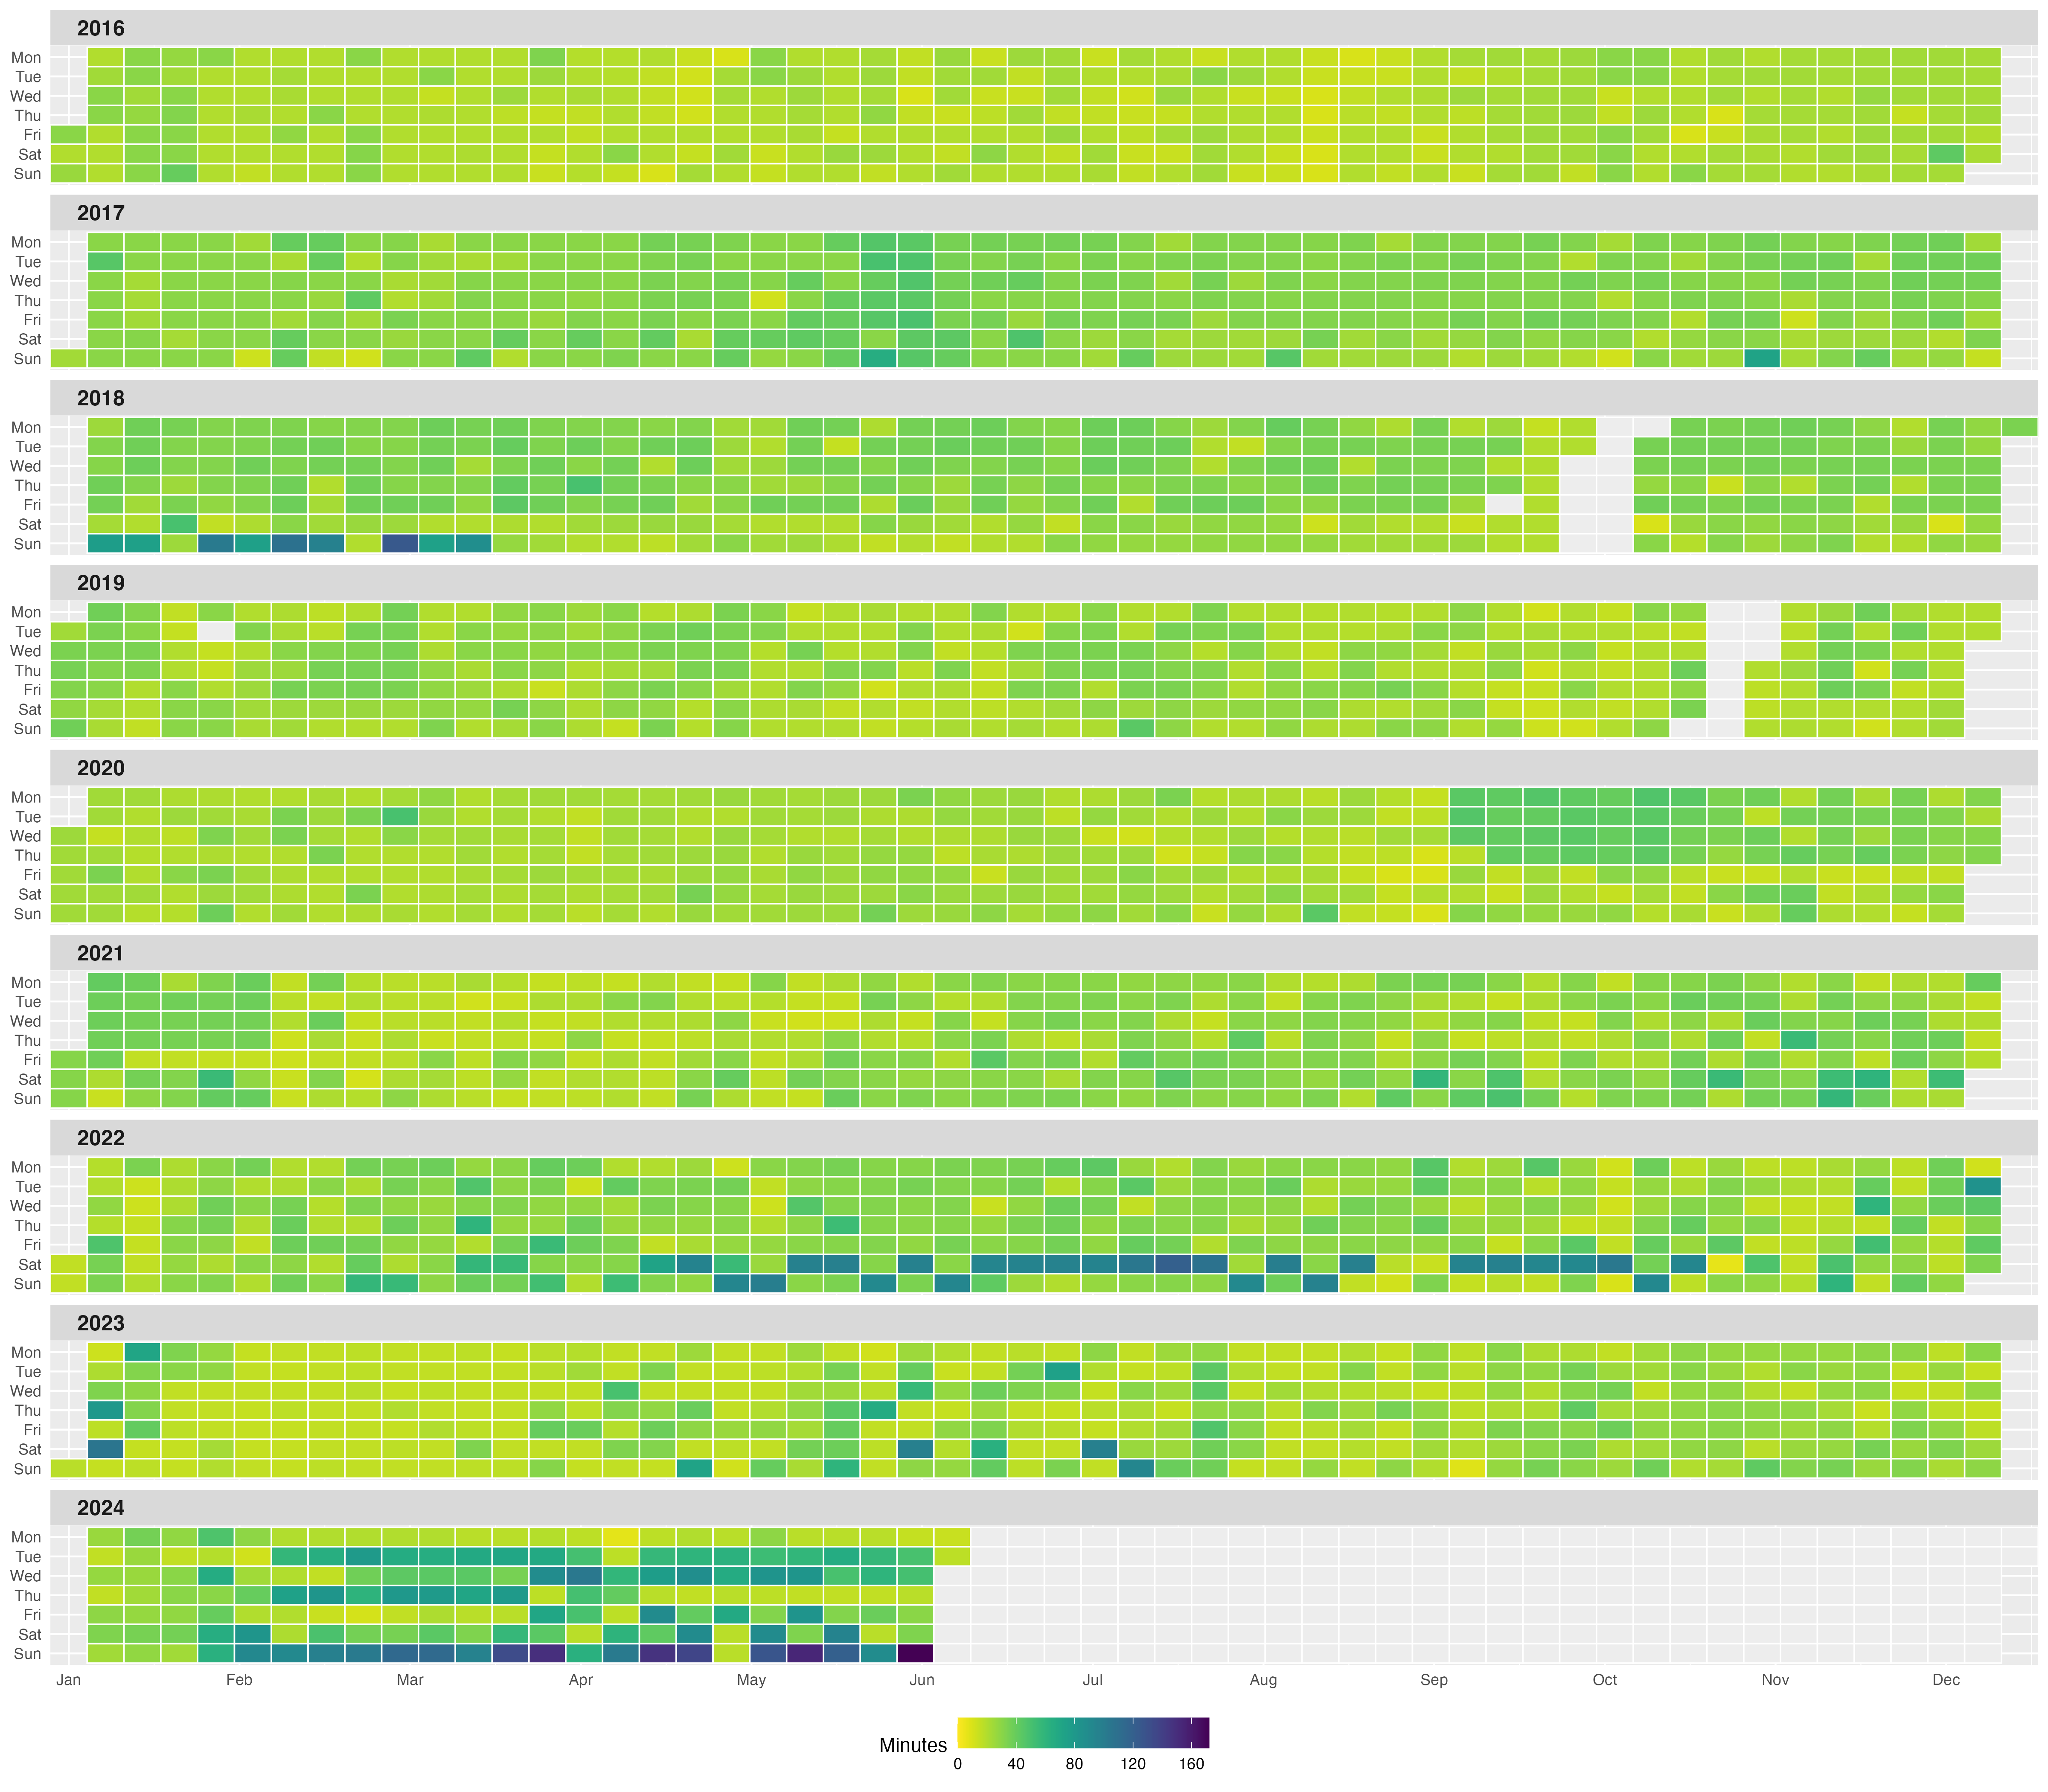 2016
Mon
Tue
Wed
Thu
Fri
Sat
Sun
2017
Mon
Tue
Wed
Thu
Fri
Sat
Sun
2018
Mon
Tue
Wed
Thu
Fri
Sat
Sun
2019
Mon
Tue
Wed
Thu
Fri
Sat
Sun
2020
Mon
Tue
Wed
Thu
Fri
Sat
Sun
2021
Mon
Tue
Wed
Thu
Fri
Sat
Sun
2022
Mon
Tue
Wed
Thu
Fri
Sat
Sun
2023
Mon
Tue
Wed
Thu
Fri
Sat
Sun
2024
Mon
Tue
Wed
Thu
Fri
Sat
Sun
Jan Feb Mar Apr May Jun Jul Aug Sep Oct Nov Dec
Minutes
0 40 80 120 160